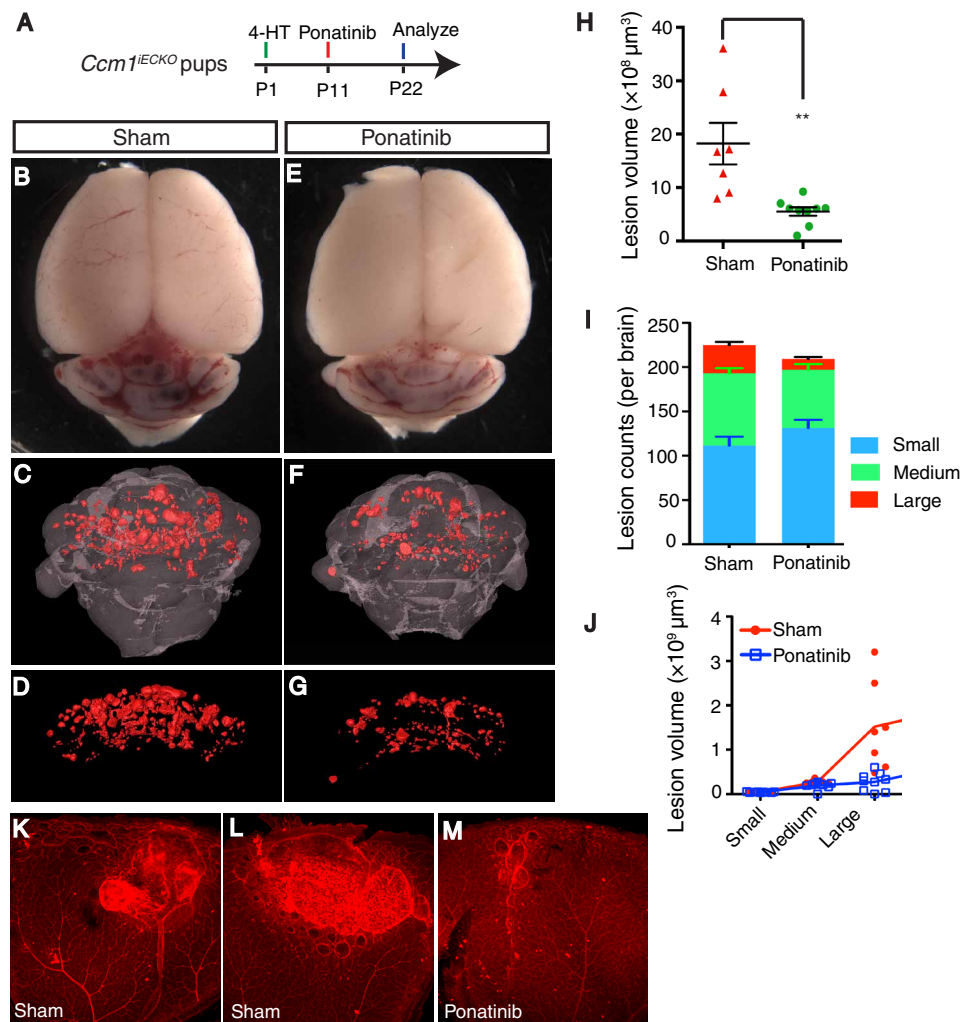 A
4-HT Ponatinib Analyze
Ccm1iECKO pups
P1 P11 P22
Sham
Ponatinib
B
E
C
F
D
G
K
Sham
L
Sham
M
Ponatinib
H
Lesion volume (×10⁸ µm³)
40
30
20
10
0
**
Sham Ponatinib
I
Lesion counts (per brain)
250
200
150
100
50
0
Sham Ponatinib
Small
Medium
Large
J
Lesion volume (×10⁹ µm³)
4
3
2
1
0
Sham
Ponatinib
Small
Medium
Large